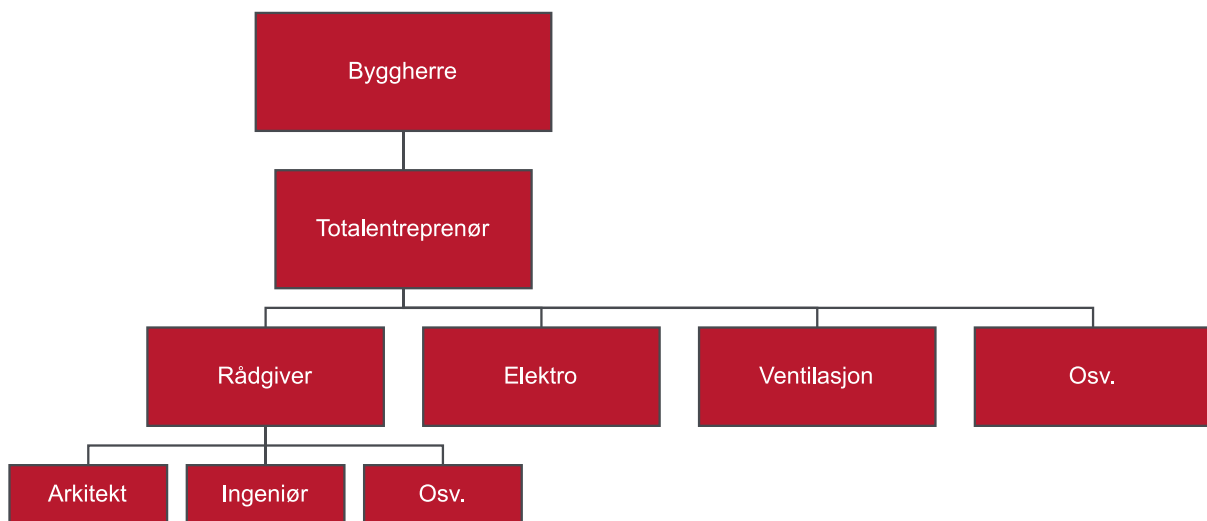 Byggherre
Totalentreprenør
Rådgiver
Elektro
Ventilasjon
Osv.
Arkitekt
Ingeniør
Osv.